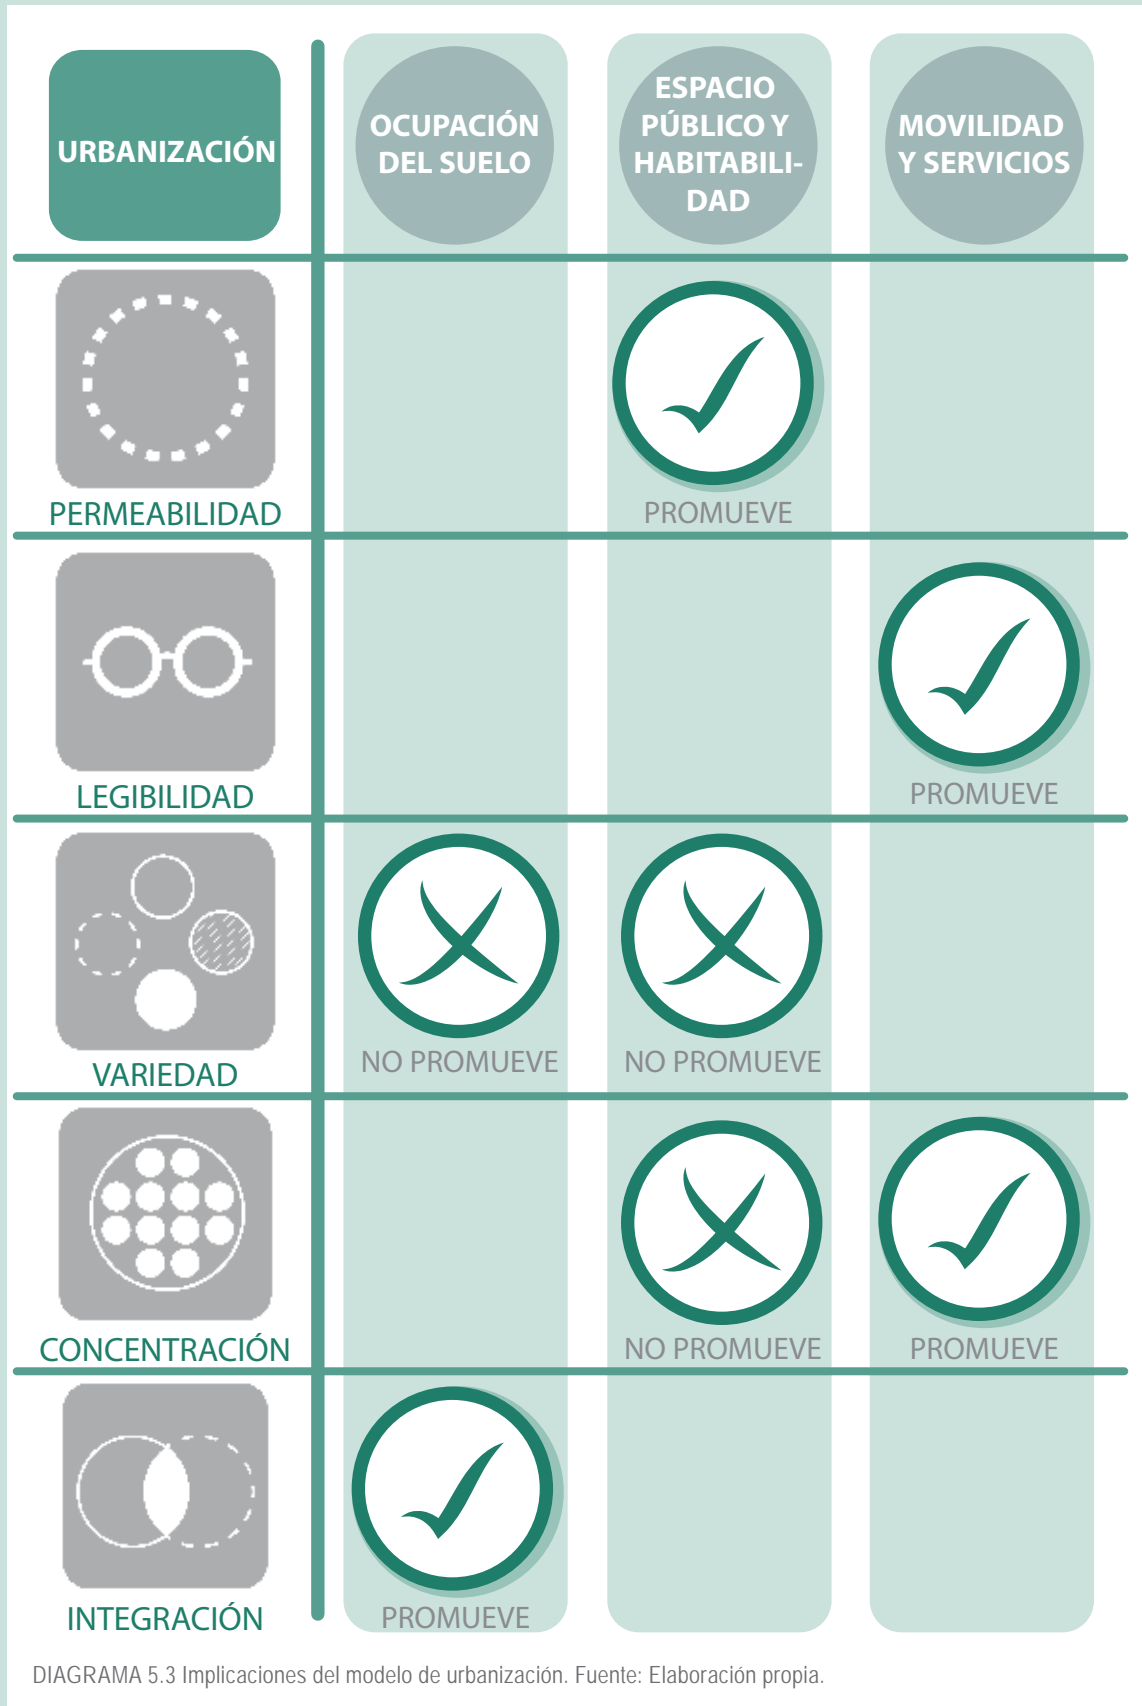 URBANIZACIÓN
OCUPACIÓN
DEL SUELO
ESPACIO
PÚBLICO Y
HABITABILI-
DAD
MOVILIDAD
Y SERVICIOS
PERMEABILIDAD
PROMUEVE
LEGIBILIDAD
PROMUEVE
VARIEDAD
NO PROMUEVE
NO PROMUEVE
CONCENTRACIÓN
NO PROMUEVE
PROMUEVE
INTEGRACIÓN
PROMUEVE
DIAGRAMA 5.3 Implicaciones del modelo de urbanización. Fuente: Elaboración propia.